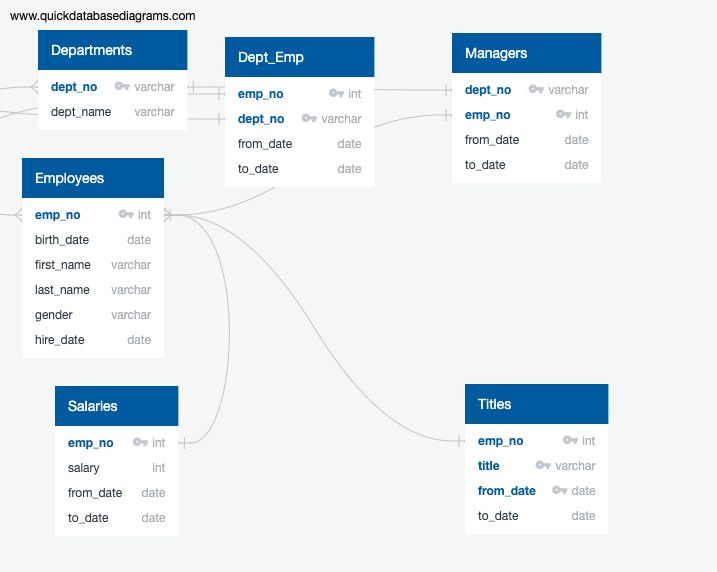 www.quickdatabasediagrams.com
Departments
dept_no varchar
dept_name varchar
Dept_Emp
emp_no int
dept_no varchar
from_date date
to_date date
Managers
dept_no varchar
emp_no int
from_date date
to_date date
Employees
emp_no int
birth_date date
first_name varchar
last_name varchar
gender varchar
hire_date date
Salaries
emp_no int
salary int
from_date date
to_date date
Titles
emp_no int
title varchar
from_date date
to_date date